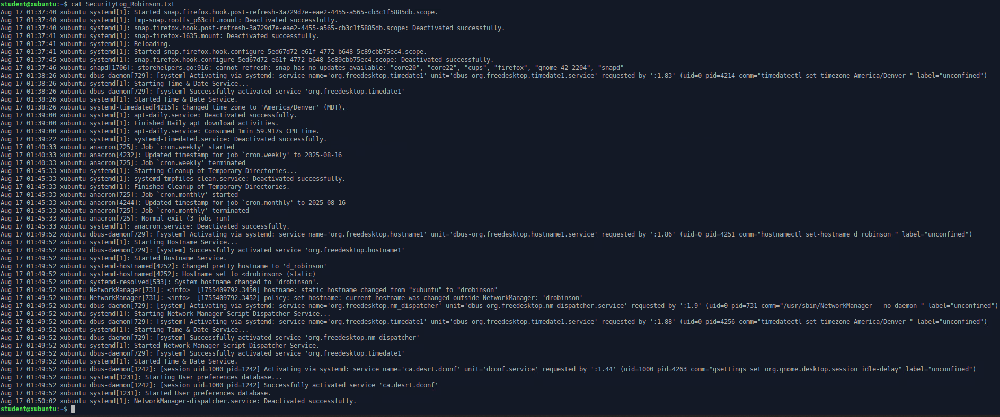 student@xubuntu:~$ cat SecurityLog_Robinson.txt
Aug 17 01:37:40 xubuntu systemd[1]: Started snap.firefox.hook.post-refresh-3a729d7e-eae2-4455-a565-cb3c1f5885db.scope.
Aug 17 01:37:40 xubuntu systemd[1]: tmp-snap.rootfs_p63ciL.mount: Deactivated successfully.
Aug 17 01:37:40 xubuntu systemd[1]: snap.firefox.hook.post-refresh-3a729d7e-eae2-4455-a565-cb3c1f5885db.scope: Deactivated successfully.
Aug 17 01:37:41 xubuntu systemd[1]: snap-firefox-1635.mount: Deactivated successfully.
Aug 17 01:37:41 xubuntu systemd[1]: Reloading.
Aug 17 01:37:41 xubuntu systemd[1]: Started snap.firefox.hook.configure-5ed67d72-e61f-4772-b648-5c89cbb75ec4.scope.
Aug 17 01:37:45 xubuntu systemd[1]: snap.firefox.hook.configure-5ed67d72-e61f-4772-b648-5c89cbb75ec4.scope: Deactivated successfully.
Aug 17 01:37:46 xubuntu snapd[1706]: storehelpers.go:916: cannot refresh: snap has no updates available: "core20", "core22", "cups", "firefox", "gnome-42-2204", "snapd"
Aug 17 01:38:26 xubuntu dbus-daemon[729]: [system] Activating via systemd: service name='org.freedesktop.timedate1' unit='dbus-org.freedesktop.timedate1.service' requested by ':1.83' (uid=0 pid=4214 comm="timedatectl set-timezone America/Denver " label="unconfined")
Aug 17 01:38:26 xubuntu systemd[1]: Starting Time & Date Service...
Aug 17 01:38:26 xubuntu dbus-daemon[729]: [system] Successfully activated service 'org.freedesktop.timedate1'
Aug 17 01:38:26 xubuntu systemd[1]: Started Time & Date Service.
Aug 17 01:38:26 xubuntu systemd-timedated[4215]: Changed time zone to 'America/Denver' (MDT).
Aug 17 01:39:00 xubuntu systemd[1]: apt-daily.service: Deactivated successfully.
Aug 17 01:39:00 xubuntu systemd[1]: Finished Daily apt download activities.
Aug 17 01:39:00 xubuntu systemd[1]: apt-daily.service: Consumed 1min 59.917s CPU time.
Aug 17 01:39:22 xubuntu systemd[1]: systemd-timedated.service: Deactivated successfully.
Aug 17 01:40:33 xubuntu anacron[725]: Job `cron.weekly' started
Aug 17 01:40:33 xubuntu anacron[4232]: Updated timestamp for job `cron.weekly' to 2025-08-16
Aug 17 01:40:33 xubuntu anacron[725]: Job `cron.weekly' terminated
Aug 17 01:45:33 xubuntu systemd[1]: Starting Cleanup of Temporary Directories...
Aug 17 01:45:33 xubuntu systemd[1]: systemd-tmpfiles-clean.service: Deactivated successfully.
Aug 17 01:45:33 xubuntu systemd[1]: Finished Cleanup of Temporary Directories.
Aug 17 01:45:33 xubuntu anacron[725]: Job `cron.monthly' started
Aug 17 01:45:33 xubuntu anacron[4244]: Updated timestamp for job `cron.monthly' to 2025-08-16
Aug 17 01:45:33 xubuntu anacron[725]: Job `cron.monthly' terminated
Aug 17 01:45:33 xubuntu anacron[725]: Normal exit (3 jobs run)
Aug 17 01:45:33 xubuntu systemd[1]: anacron.service: Deactivated successfully.
Aug 17 01:49:52 xubuntu dbus-daemon[729]: [system] Activating via systemd: service name='org.freedesktop.hostname1' unit='dbus-org.freedesktop.hostname1.service' requested by ':1.86' (uid=0 pid=4251 comm="hostnamectl set-hostname d_robinson " label="unconfined")
Aug 17 01:49:52 xubuntu systemd[1]: Starting Hostname Service...
Aug 17 01:49:52 xubuntu dbus-daemon[729]: [system] Successfully activated service 'org.freedesktop.hostname1'
Aug 17 01:49:52 xubuntu systemd[1]: Started Hostname Service.
Aug 17 01:49:52 xubuntu systemd-hostnamed[4252]: Changed pretty hostname to 'd_robinson'
Aug 17 01:49:52 xubuntu systemd-hostnamed[4252]: Hostname set to <drobinson> (static)
Aug 17 01:49:52 xubuntu systemd-resolved[533]: System hostname changed to 'drobinson'.
Aug 17 01:49:52 xubuntu NetworkManager[731]: <info>  [1755409792.3450] hostname: static hostname changed from "xubuntu" to "drobinson"
Aug 17 01:49:52 xubuntu NetworkManager[731]: <info>  [1755409792.3452] policy: set-hostname: current hostname was changed outside NetworkManager: 'drobinson'
Aug 17 01:49:52 xubuntu dbus-daemon[729]: [system] Activating via systemd: service name='org.freedesktop.nm_dispatcher' unit='dbus-org.freedesktop.nm-dispatcher.service' requested by ':1.9' (uid=0 pid=731 comm="/usr/sbin/NetworkManager --no-daemon " label="unconfined")
Aug 17 01:49:52 xubuntu systemd[1]: Starting Network Manager Script Dispatcher Service...
Aug 17 01:49:52 xubuntu dbus-daemon[729]: [system] Activating via systemd: service name='org.freedesktop.timedate1' unit='dbus-org.freedesktop.timedate1.service' requested by ':1.88' (uid=0 pid=4256 comm="timedatectl set-timezone America/Denver " label="unconfined")
Aug 17 01:49:52 xubuntu systemd[1]: Starting Time & Date Service...
Aug 17 01:49:52 xubuntu dbus-daemon[729]: [system] Successfully activated service 'org.freedesktop.nm_dispatcher'
Aug 17 01:49:52 xubuntu systemd[1]: Started Network Manager Script Dispatcher Service.
Aug 17 01:49:52 xubuntu dbus-daemon[729]: [system] Successfully activated service 'org.freedesktop.timedate1'
Aug 17 01:49:52 xubuntu systemd[1]: Started Time & Date Service.
Aug 17 01:49:52 xubuntu dbus-daemon[1242]: [session uid=1000 pid=1242] Activating via systemd: service name='ca.desrt.dconf' unit='dconf.service' requested by ':1.44' (uid=1000 pid=4263 comm="gsettings set org.gnome.desktop.session idle-delay" label="unconfined")
Aug 17 01:49:52 xubuntu systemd[1231]: Starting User preferences database...
Aug 17 01:49:52 xubuntu dbus-daemon[1242]: [session uid=1000 pid=1242] Successfully activated service 'ca.desrt.dconf'
Aug 17 01:49:52 xubuntu systemd[1231]: Started User preferences database.
Aug 17 01:50:02 xubuntu systemd[1]: NetworkManager-dispatcher.service: Deactivated successfully.
student@xubuntu:~$